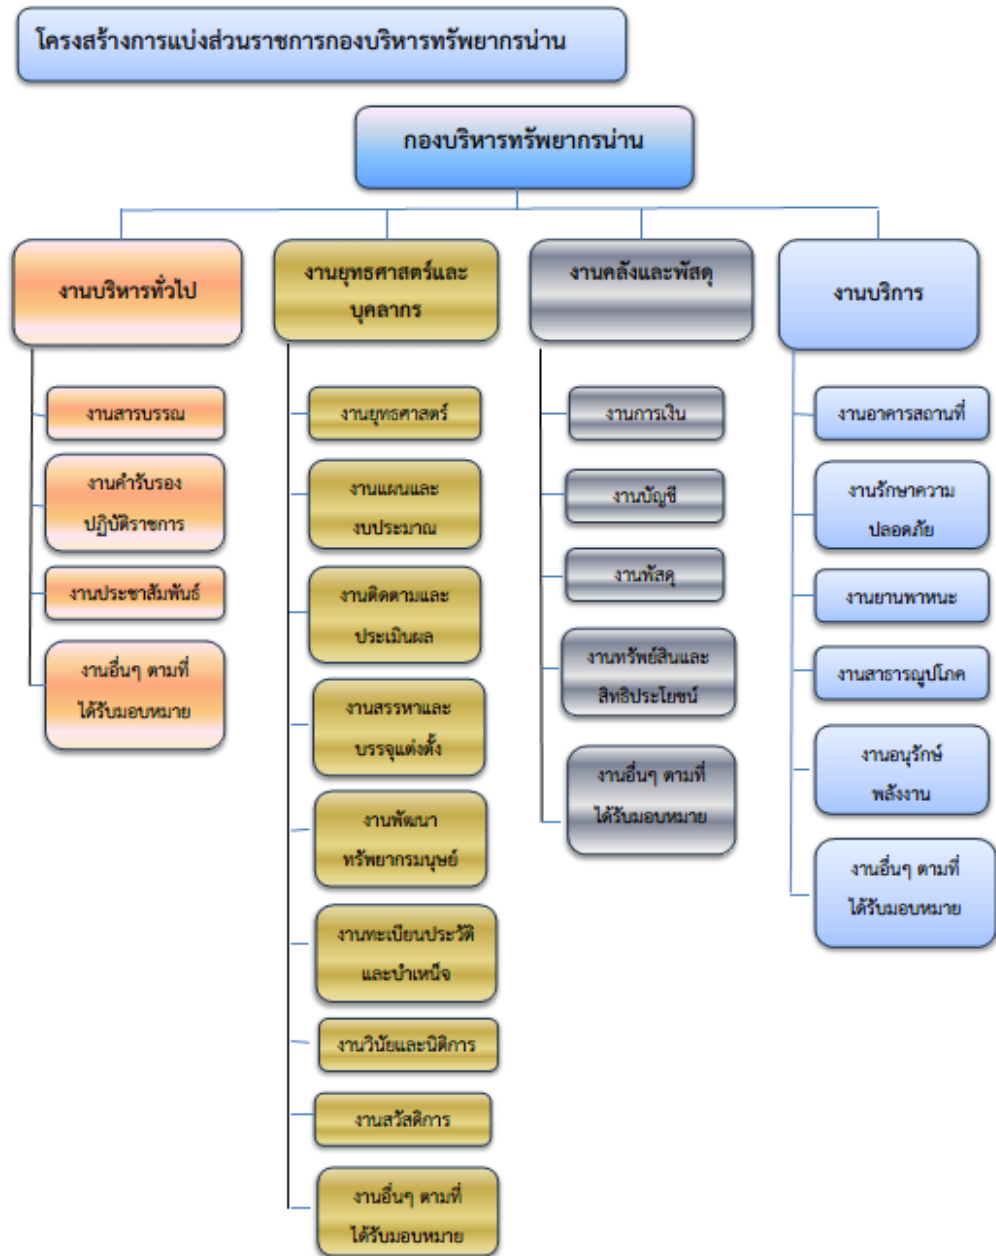 โครงสร้างการแบ่งส่วนราชการกองบริหารทรัพยากรน่าน
กองบริหารทรัพยากรน่าน
งานบริหารทั่วไป
งานสารบรรณ
งานคำรับรอง
ปฏิบัติราชการ
งานประชาสัมพันธ์
งานอื่นๆ ตามที่
ได้รับมอบหมาย
งานยุทธศาสตร์และ
บุคลากร
งานยุทธศาสตร์
งานแผนและ
งบประมาณ
งานติดตามและ
ประเมินผล
งานสรรหาและ
บรรจุแต่งตั้ง
งานพัฒนา
ทรัพยากรมนุษย์
งานทะเบียนประวัติ
และบำเหน็จ
งานวินัยและนิติการ
งานสวัสดิการ
งานอื่นๆ ตามที่
ได้รับมอบหมาย
งานคลังและพัสดุ
งานการเงิน
งานบัญชี
งานพัสดุ
งานทรัพย์สินและ
สิทธิประโยชน์
งานอื่นๆ ตามที่
ได้รับมอบหมาย
งานบริการ
งานอาคารสถานที่
งานรักษาความ
ปลอดภัย
งานยานพาหนะ
งานสาธารณูปโภค
งานอนุรักษ์
พลังงาน
งานอื่นๆ ตามที่
ได้รับมอบหมาย